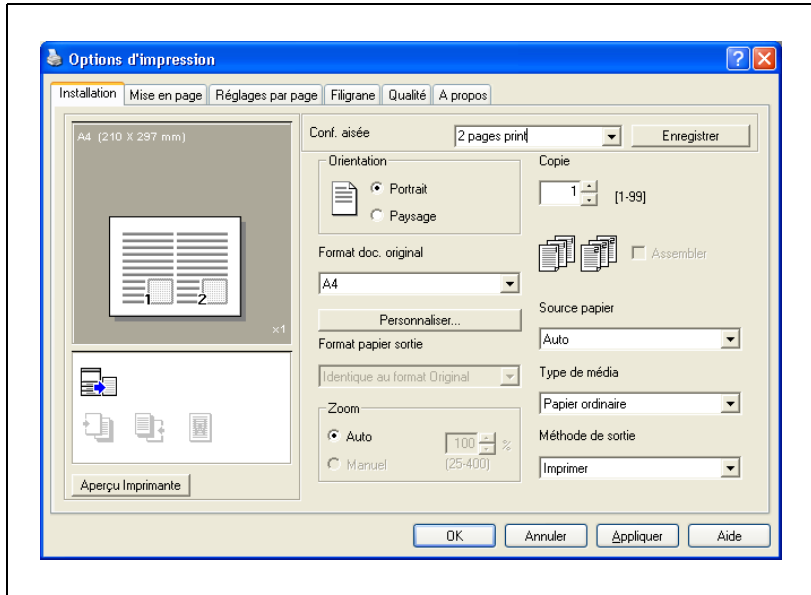 Options d'impression
Installation Mise en page Réglages par page Filigrane Qualité A propos
A4 (210 X 297 mm)
1 2
x1
Aperçu Imprimante
Conf. aisée 2 pages print Enregistrer
Orientation
Portrait
Paysage
Format doc. original
A4
Personnaliser...
Format papier sortie
Identique au format Original
Zoom
Auto
Manuel
100 %
(25-400)
Copie
1 [1-99]
Assembler
Source papier
Auto
Type de média
Papier ordinaire
Méthode de sortie
Imprimer
OK Annuler Appliquer Aide